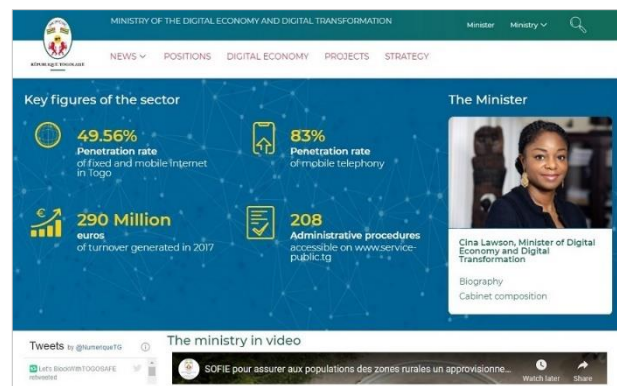 MINISTRY OF THE DIGITAL ECONOMY AND DIGITAL TRANSFORMATION
Minister
Ministry
RÉPUBLIQUE TOGOLAISE
NEWS
POSITIONS
DIGITAL ECONOMY
PROJECTS
STRATEGY
Key figures of the sector
49.56%
Penetration rate
of fixed and mobile Internet
in Togo
83%
Penetration rate
of mobile telephony
290 Million
euros
of turnover generated in 2017
208
Administrative procedures
accessible on www.service-
public.tg
The Minister
Cina Lawson, Minister of Digital
Economy and Digital
Transformation
Biography
Cabinet composition
Tweets by @NumeriqueTG
retweeted
The ministry in video
SOFIE pour assurer aux populations des zones rurales un approvisionne...
Watch later
Share